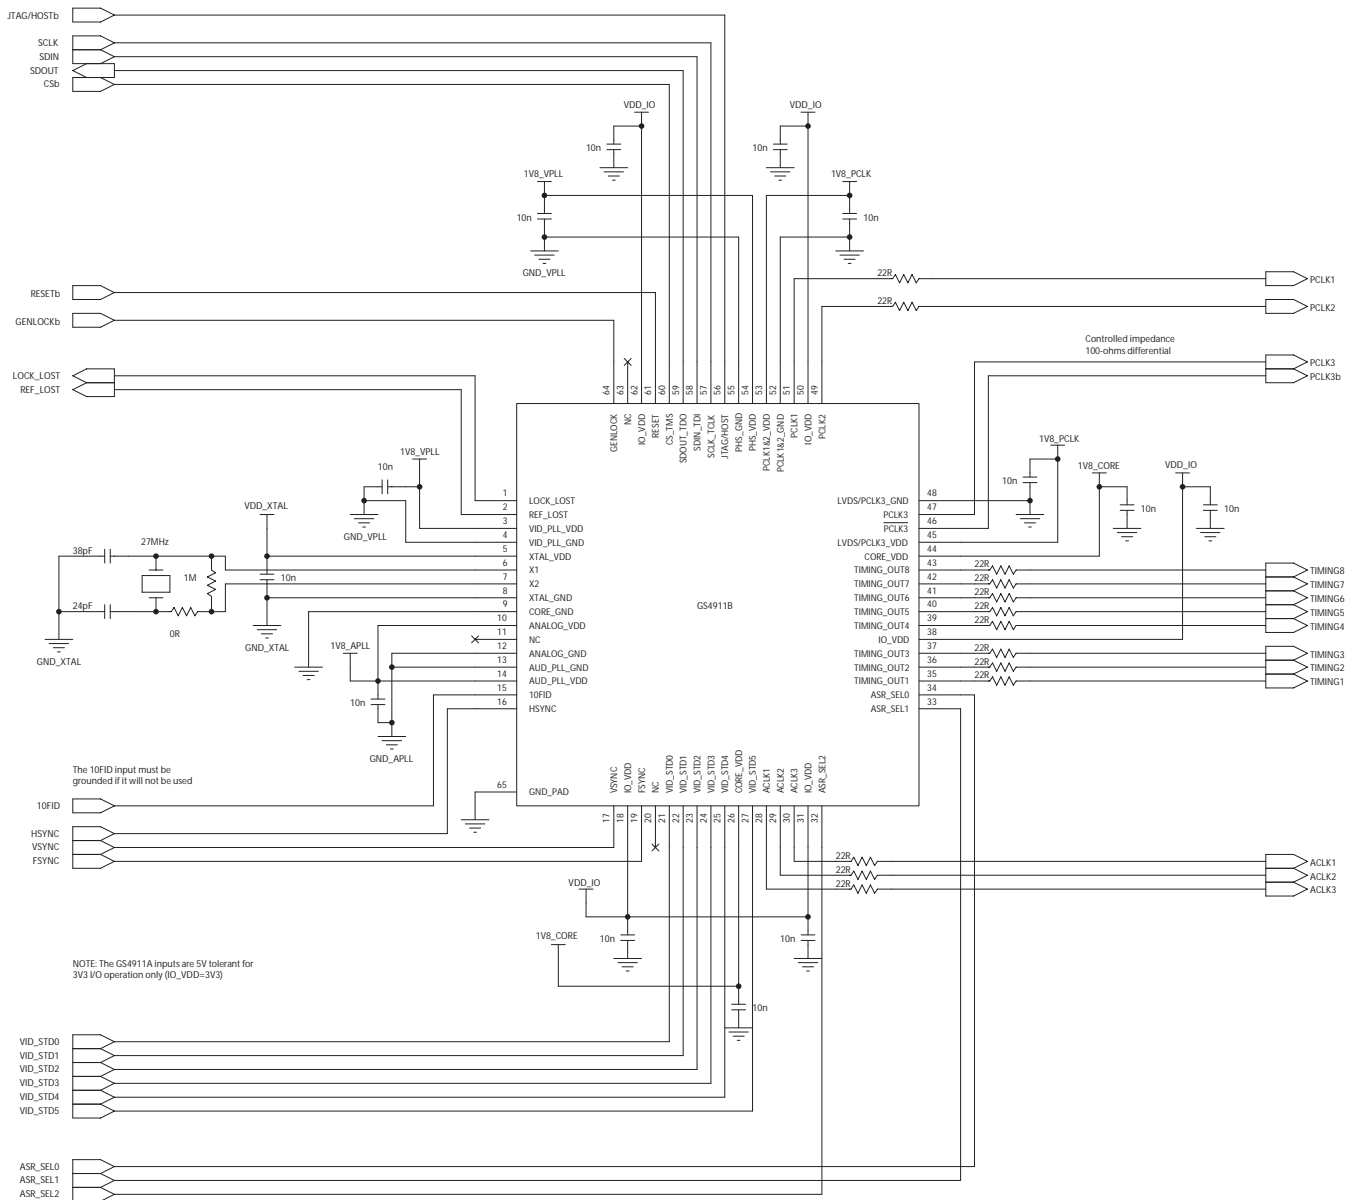 JTAG/HOSTb
SCLK
SDIN
SDOUT
CSb
VDD_IO
VDD_IO
10n
10n
1V8_VPLL
1V8_PCLK
10n
10n
GND_VPLL
22R
PCLK1
RESETb
22R
PCLK2
GENLOCKb
Controlled impedance
100-ohms differential
PCLK3
LOCK_LOST
PCLK3b
REF_LOST
64
63
62
61
60
59
58
57
56
55
54
53
52
51
50
49
GENLOCK
NC
IO_VDD
RESET
CS_TMS
SDOUT_TDO
SDIN_TDI
SCLK_TCLK
JTAG/HOST
PHS_GND
PHS_VDD
PCLK1&2_VDD
PCLK1&2_GND
PCLK1
IO_VDD
PCLK2
1V8_VPLL
10n
GND_VPLL
VDD_XTAL
38pF
27MHz
1M
10n
24pF
0R
GND_XTAL
GND_XTAL
1V8_APLL
10n
GND_APLL
1 LOCK_LOST
2 REF_LOST
3 VID_PLL_VDD
4 VID_PLL_GND
5 XTAL_VDD
6 X1
7 X2
8 XTAL_GND
9 CORE_GND
10 ANALOG_VDD
11 NC
12 ANALOG_GND
13 AUD_PLL_GND
14 AUD_PLL_VDD
15 10FID
16 HSYNC
65 GND_PAD
GS4911B
LVDS/PCLK3_GND 48
PCLK3 47
PCLK3 46
LVDS/PCLK3_VDD 45
CORE_VDD 44
TIMING_OUT8 43
TIMING_OUT7 42
TIMING_OUT6 41
TIMING_OUT5 40
TIMING_OUT4 39
IO_VDD 38
TIMING_OUT3 37
TIMING_OUT2 36
TIMING_OUT1 35
ASR_SEL0 34
ASR_SEL1 33
1V8_PCLK
10n
1V8_CORE
10n
VDD_IO
10n
22R TIMING8
22R TIMING7
22R TIMING6
22R TIMING5
22R TIMING4
22R TIMING3
22R TIMING2
22R TIMING1
VSYNC
IO_VDD
FSYNC
NC
VID_STD0
VID_STD1
VID_STD2
VID_STD3
VID_STD4
CORE_VDD
VID_STD5
ACLK1
ACLK2
ACLK3
IO_VDD
ASR_SEL2
17
18
19
20
21
22
23
24
25
26
27
28
29
30
31
32
The 10FID input must be
grounded if it will not be used
10FID
HSYNC
VSYNC
FSYNC
22R ACLK1
22R ACLK2
22R ACLK3
VDD_IO
10n
10n
1V8_CORE
10n
NOTE: The GS4911A inputs are 5V tolerant for
3V3 I/O operation only (IO_VDD=3V3)
VID_STD0
VID_STD1
VID_STD2
VID_STD3
VID_STD4
VID_STD5
ASR_SEL0
ASR_SEL1
ASR_SEL2